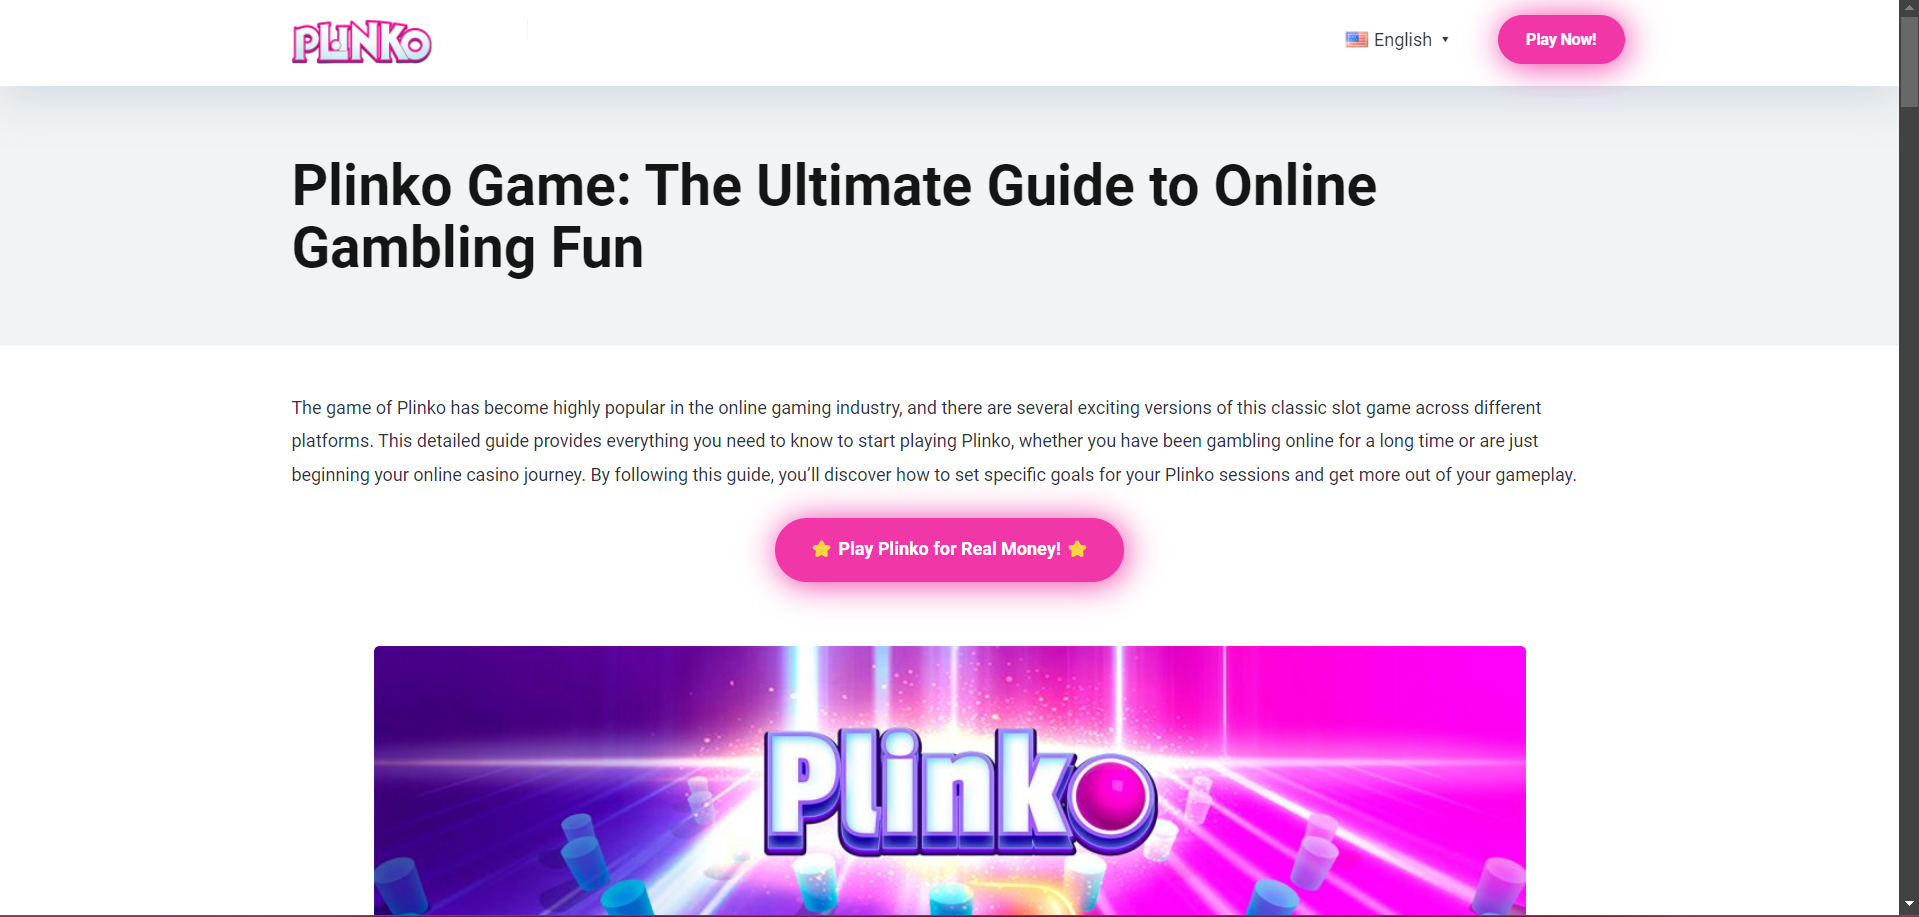 PLINKO
English
Play Now!
Plinko Game: The Ultimate Guide to Online
Gambling Fun
The game of Plinko has become highly popular in the online gaming industry, and there are several exciting versions of this classic slot game across different
platforms. This detailed guide provides everything you need to know to start playing Plinko, whether you have been gambling online for a long time or are just
beginning your online casino journey. By following this guide, you’ll discover how to set specific goals for your Plinko sessions and get more out of your gameplay.
Play Plinko for Real Money!
Plinko